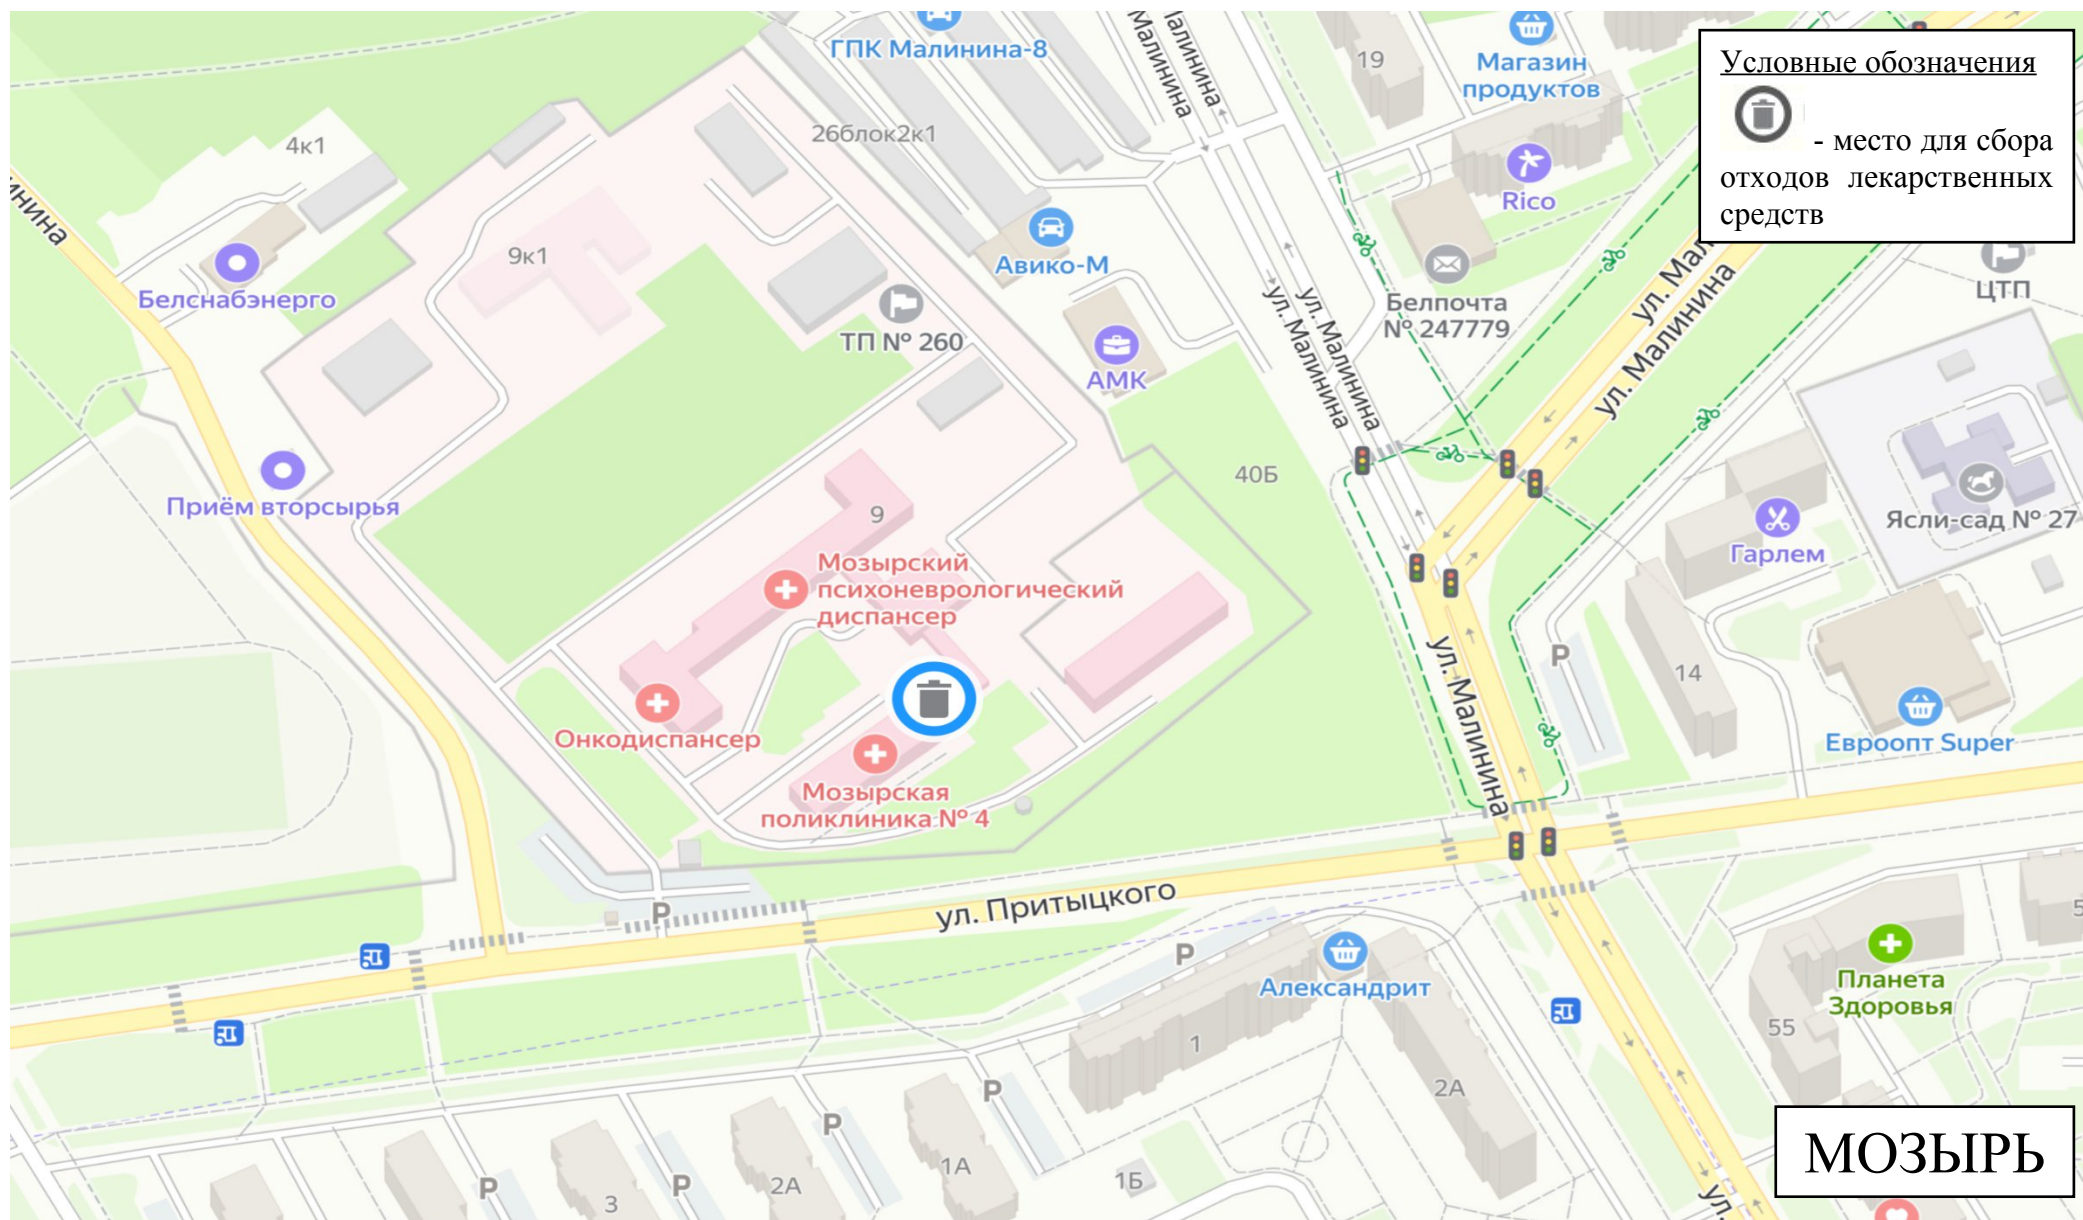 ГПК Малинина-8
Малинина
Малинина
19
Магазин
продуктов
Условные обозначения
- место для сбора
отходов лекарственных
средств
4к1
26блок2к1
Rico
9к1
Авико-М
Белснабэнерго
ТП № 260
АМК
ул. Малинина
ул. Малинина
Белпочта
№ 247779
ул. Мал
ул. Малинина
ЦТП
Приём вторсырья
9
40Б
Гарлем
Ясли-сад № 27
Мозырский
психоневрологический
диспансер
ул. Малинина
P
14
Онкодиспансер
Мозырская
поликлиника № 4
Евроопт Super
P
ул. Притыцкого
P
Александрит
Планета
Здоровья
55
1
2А
P
P
P
P
3
2А
1А
1Б
МОЗЫРЬ
ул.